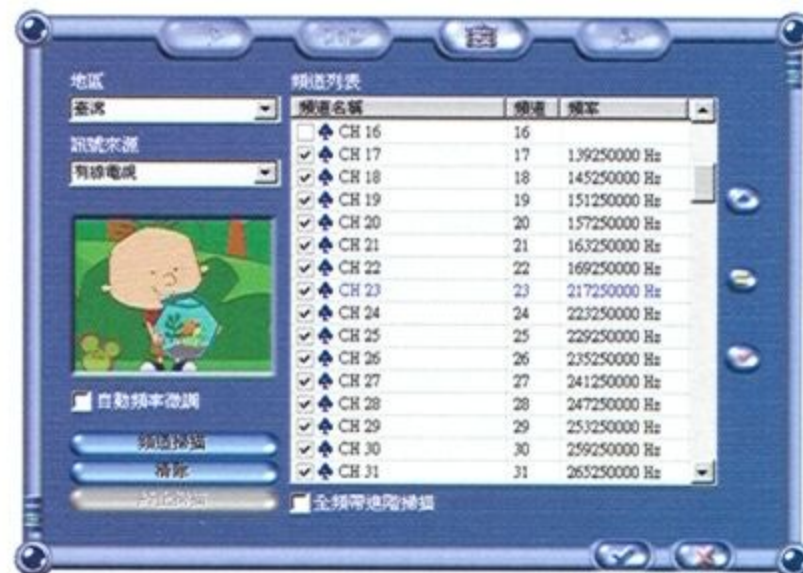 地區
臺灣
訊號來源
有線電視
自動頻率微調
頻道掃描
清除
停止掃描
頻道列表
頻道名稱 頻道 頻率
CH 16 16
CH 17 17 139250000 Hz
CH 18 18 145250000 Hz
CH 19 19 151250000 Hz
CH 20 20 157250000 Hz
CH 21 21 163250000 Hz
CH 22 22 169250000 Hz
CH 23 23 217250000 Hz
CH 24 24 223250000 Hz
CH 25 25 229250000 Hz
CH 26 26 235250000 Hz
CH 27 27 241250000 Hz
CH 28 28 247250000 Hz
CH 29 29 253250000 Hz
CH 30 30 259250000 Hz
CH 31 31 265250000 Hz
全頻帶進階掃描